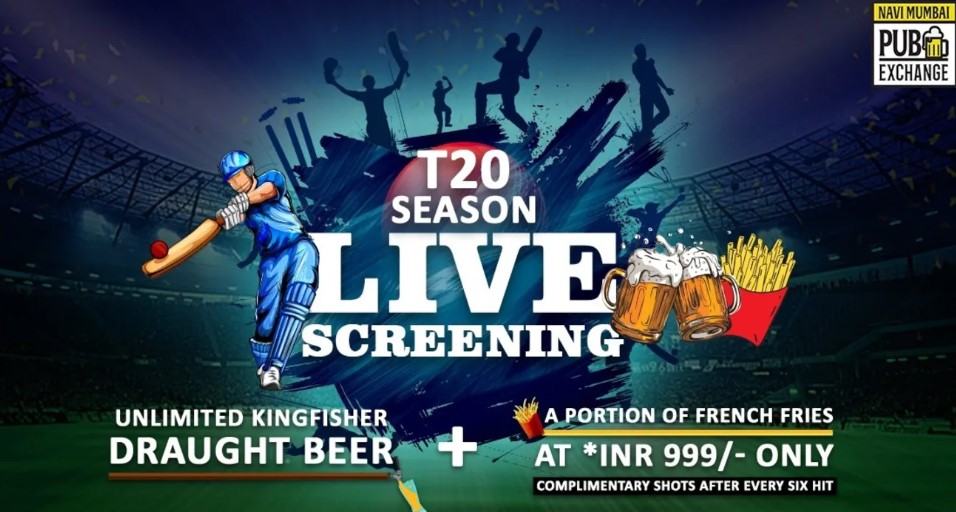 NAVI MUMBAI
PUB
EXCHANGE
T20
SEASON
LIVE
SCREENING
UNLIMITED KINGFISHER
DRAUGHT BEER
+
A PORTION OF FRENCH FRIES
AT *INR 999/- ONLY
COMPLIMENTARY SHOTS AFTER EVERY SIX HIT